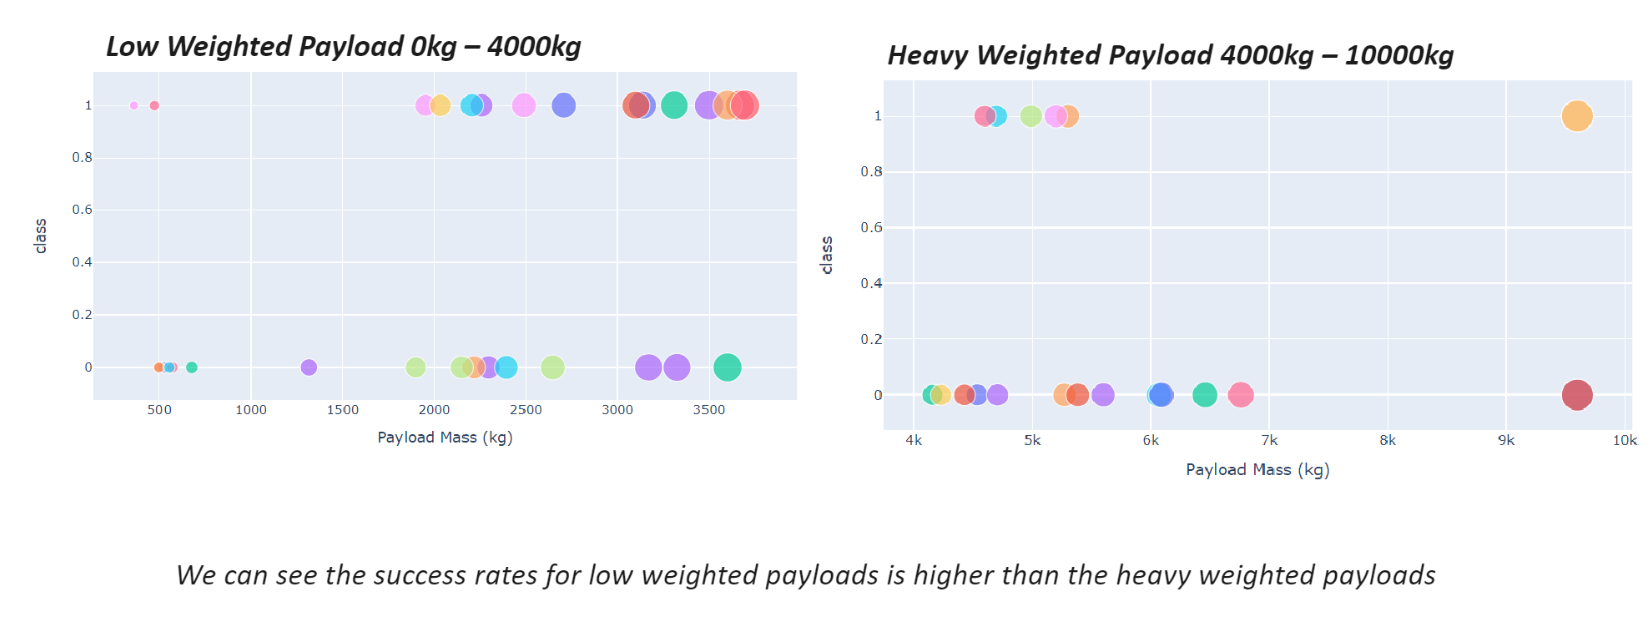 Low Weighted Payload 0kg – 4000kg
1
0.8
0.6
0.4
0.2
0
class
500 1000 1500 2000 2500 3000 3500
Payload Mass (kg)
Heavy Weighted Payload 4000kg – 10000kg
1
0.8
0.6
0.4
0.2
0
class
4k 5k 6k 7k 8k 9k 10k
Payload Mass (kg)
We can see the success rates for low weighted payloads is higher than the heavy weighted payloads